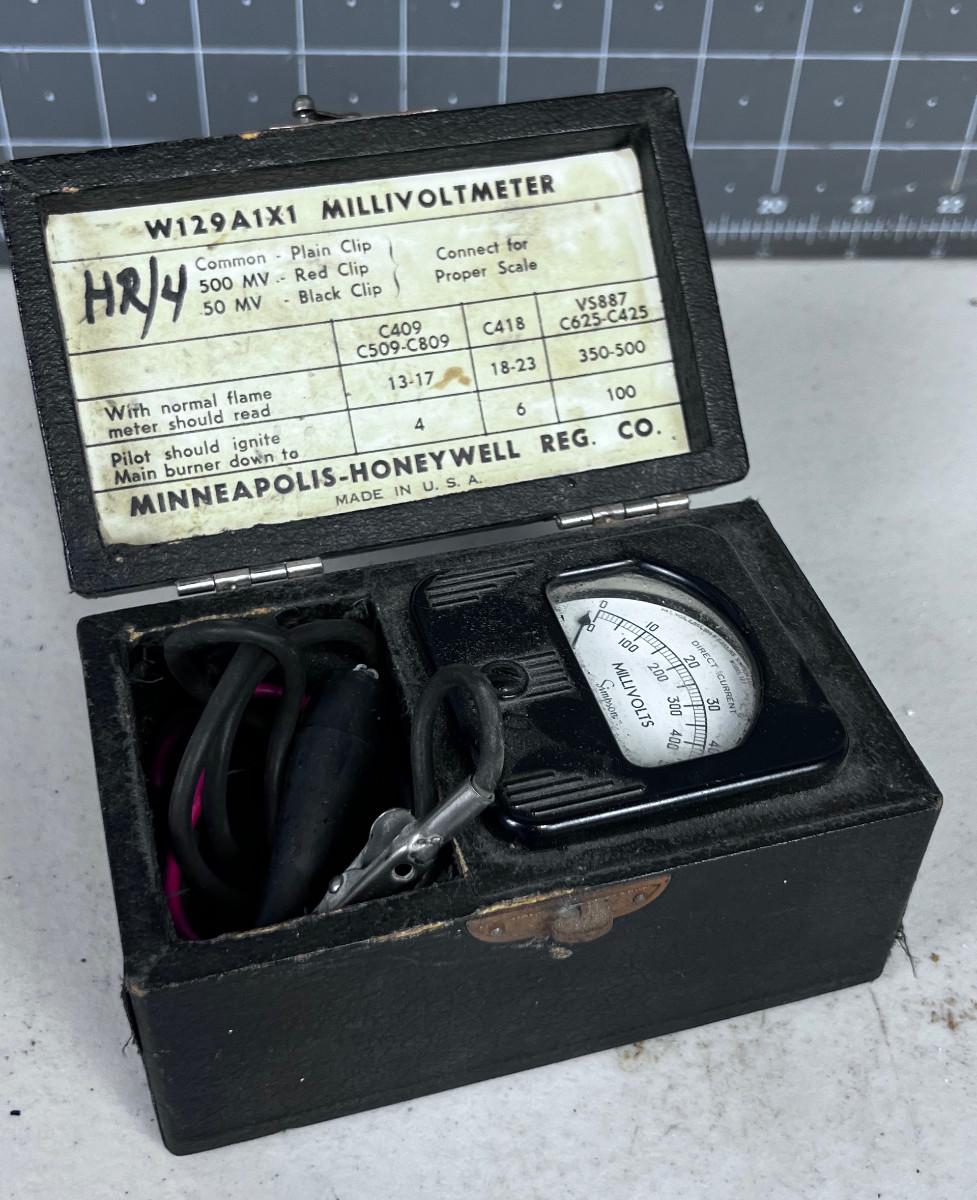 20 21 22
W129A1X1 MILLIVOLTMETER
HR/4
Common - Plain Clip
500 MV - Red Clip
50 MV - Black Clip
Connect for
Proper Scale
C409
C509-C809
C418
VS887
C625-C425
With normal flame
meter should read
13-17
18-23
350-500
Pilot should ignite
Main burner down to
4
6
100
MINNEAPOLIS-HONEYWELL REG. CO.
MADE IN U. S. A.
0 10 20 30
0 100 200 300 400
DIRECT CURRENT
MILLIVOLTS
Simpson